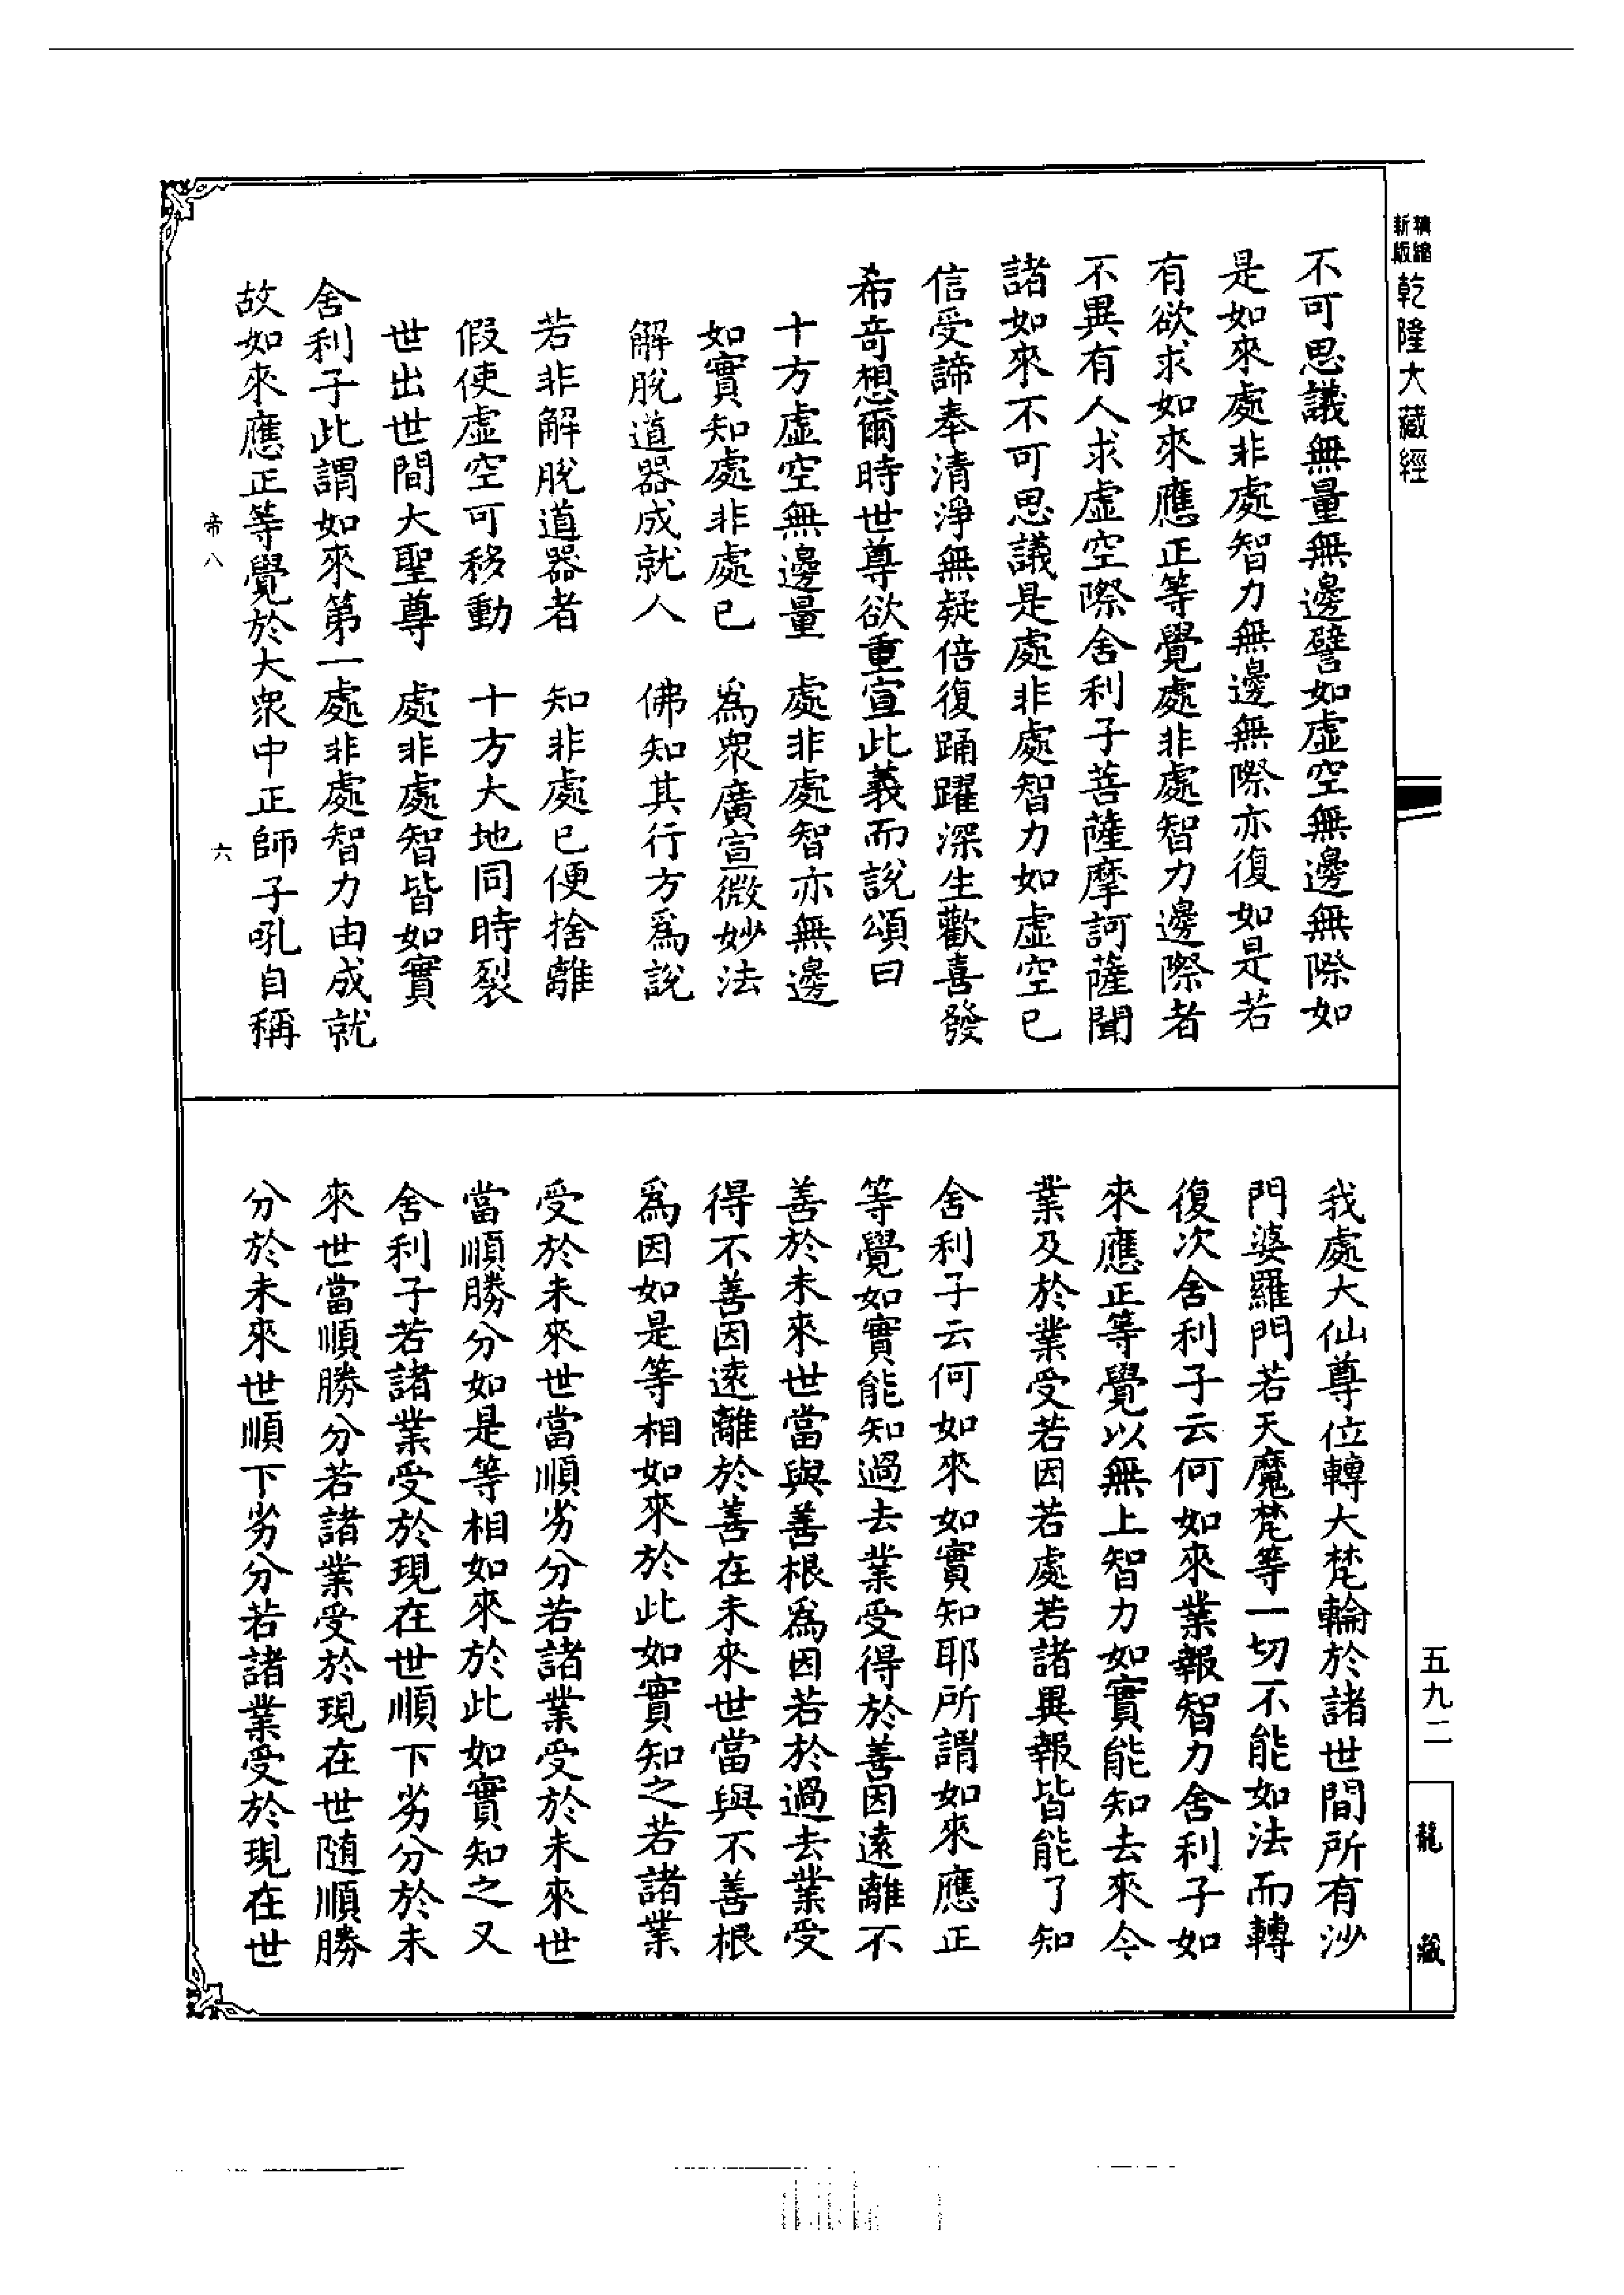 精縮新版乾隆大藏經
不可思議無量無邊譬如虛空無邊無際如
是如來處非處智力無邊無際亦復如是若
有欲求如來應正等覺處非處智力邊際者
不異有人求虛空際舍利子菩薩摩訶薩聞
諸如來不可思議是處非處智力如虛空已
信受諦奉清淨無疑倍復踊躍深生歡喜發
希奇想爾時世尊欲重宣此義而說頌曰
十方虛空無邊量　處非處智亦無邊
如實知處非處已　爲衆廣宣微妙法
解脫道器成就人　佛知其行方爲說
若非解脫道器者　知非處已便捨離
假使虛空可移動　十方大地同時裂
世出世間大聖尊　處非處智皆如實
舍利子此謂如來第一處非處智力由成就
故如來應正等覺於大衆中正師子吼自稱
帝八　六
我處大仙尊位轉大梵輪於諸世間所有沙
門婆羅門若天魔梵等一切不能如法而轉
復次舍利子云何如來業報智力舍利子如
來應正等覺以無上智力如實能知去來今
業及於業受若因若處若諸異報皆能了知
舍利子云何如來如實知耶所謂如來應正
等覺如實能知過去業受得於善因遠離不
善於未來世當與善根爲因若於過去業受
得不善因遠離於善在未來世當與不善根
爲因如是等相如來於此如實知之若諸業
受於未來世當順劣分若諸業受於未來世
當順勝分如是等相如來於此如實知之又
舍利子若諸業受於現在世順下劣分於未
來世當順勝分若諸業受於現在世隨順勝
分於未來世順下劣分若諸業受於現在世
五九二
龍藏